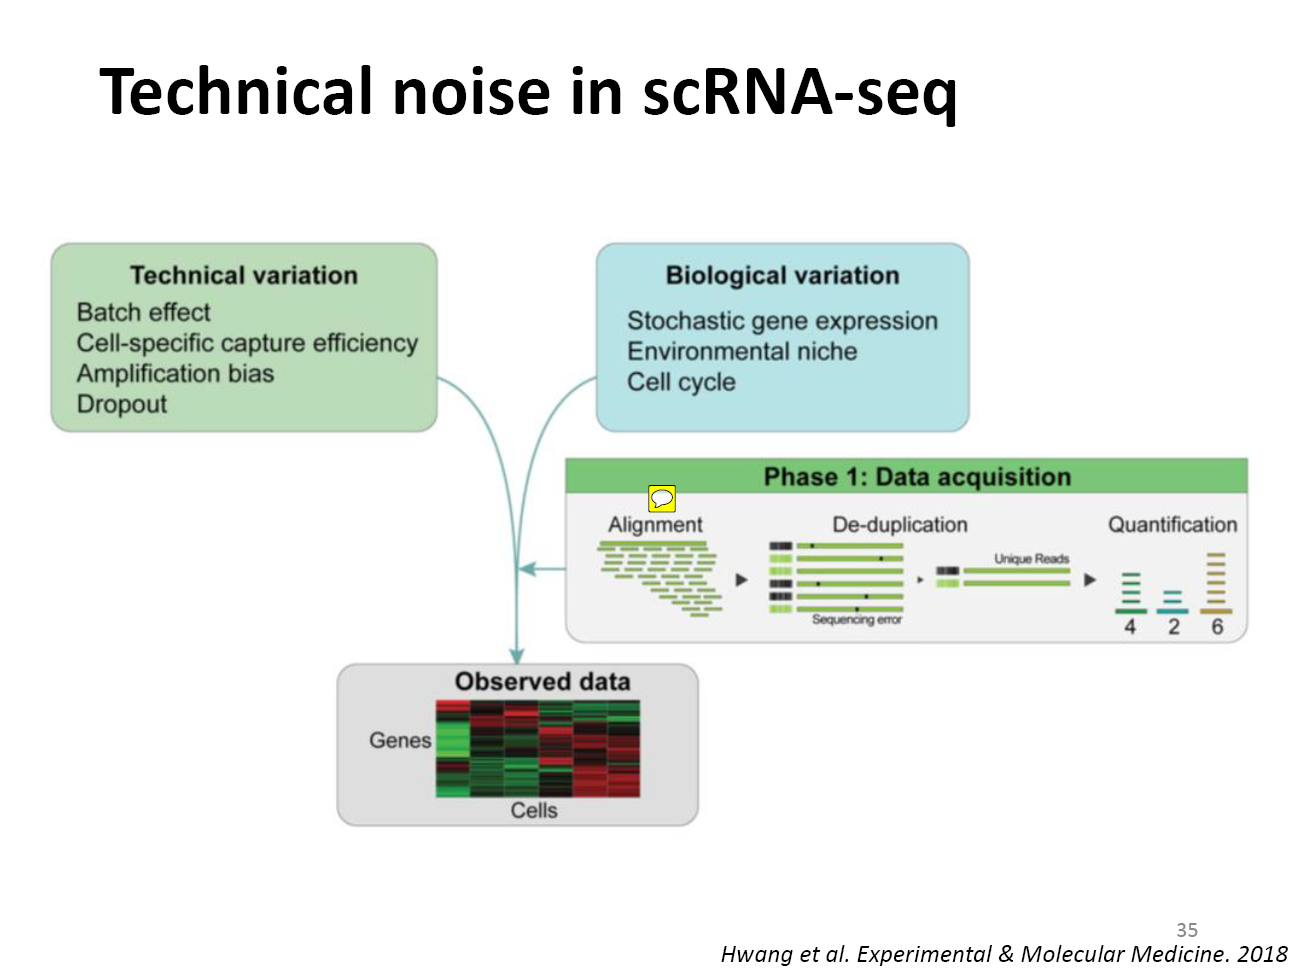 Technical noise in scRNA-seq
Technical variation
Batch effect
Cell-specific capture efficiency
Amplification bias
Dropout
Biological variation
Stochastic gene expression
Environmental niche
Cell cycle
Phase 1: Data acquisition
Alignment
De-duplication
Quantification
Unique Reads
Sequencing error
4 2 6
Observed data
Genes
Cells
35
Hwang et al. Experimental & Molecular Medicine. 2018